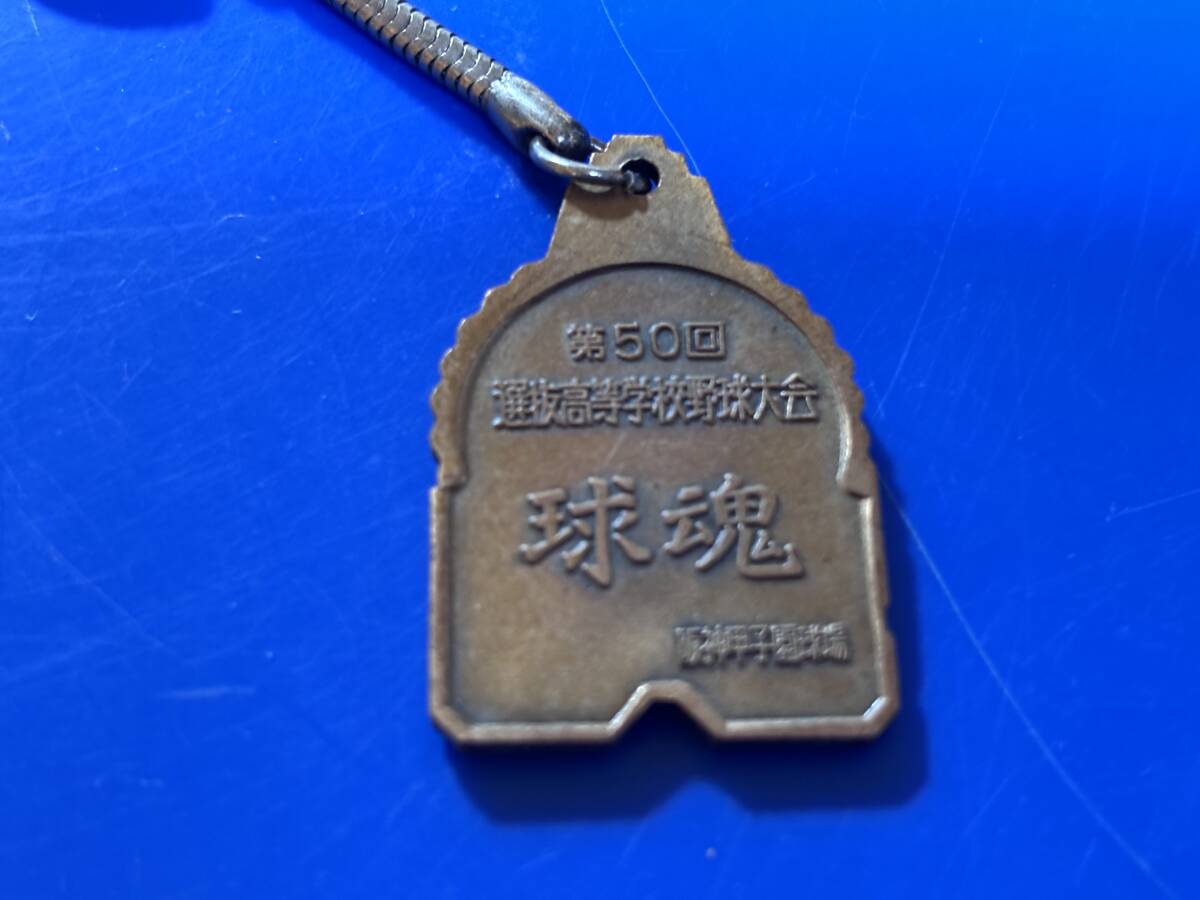 第50回
選抜高等学校野球大会
球魂
阪神甲子園球場